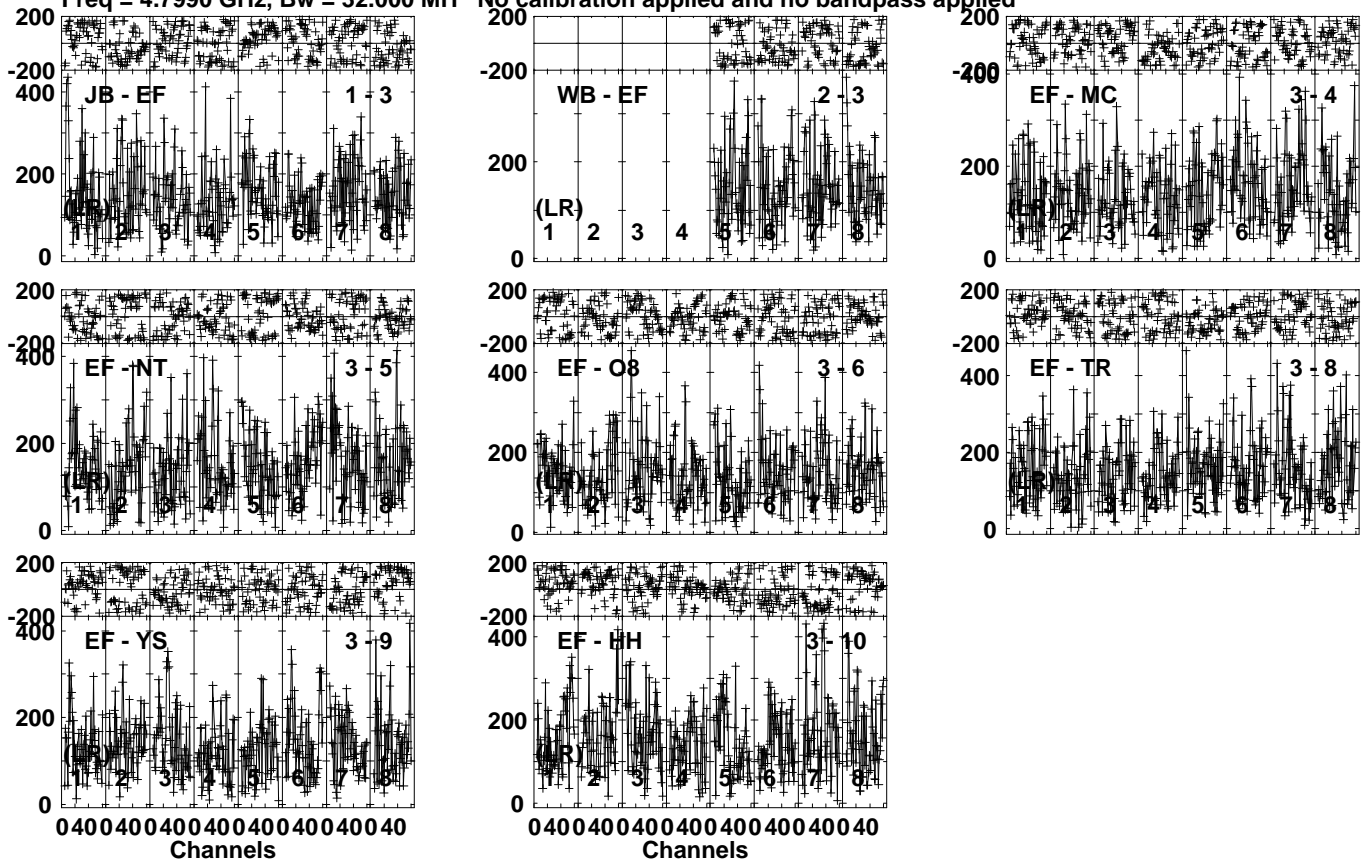 Freq = 4.7990 GHz, Bw = 32.000 MH No calibration applied and no bandpass applied
200 200 200
-200 -200 -200
JB - EF 1 - 3 WB - EF 2 - 3 EF - MC 3 - 4
400 400
200 200 200
(LR) (LR) (LR)
1 2 3 4 5 6 7 8 1 2 3 4 5 6 7 8 1 2 3 4 5 6 7 8
0 0 0
200 200 200
-200 -200 -200
EF - NT 3 - 5 EF - O8 3 - 6 EF - TR 3 - 8
400 400 400
200 200 200
(LR) (LR) (LR)
1 2 3 4 5 6 7 8 1 2 3 4 5 6 7 8 1 2 3 4 5 6 7 8
0 0 0
200 200
-200 -200
EF - YS 3 - 9 EF - HH 3 - 10
400 400
200 200
(LR) (LR)
1 2 3 4 5 6 7 8 1 2 3 4 5 6 7 8
0 0
0 40 0 40 0 40 0 40 0 40 0 40 0 40 0 40 0 40 0 40 0 40 0 40 0 40 0 40 0 40 0 40
Channels Channels